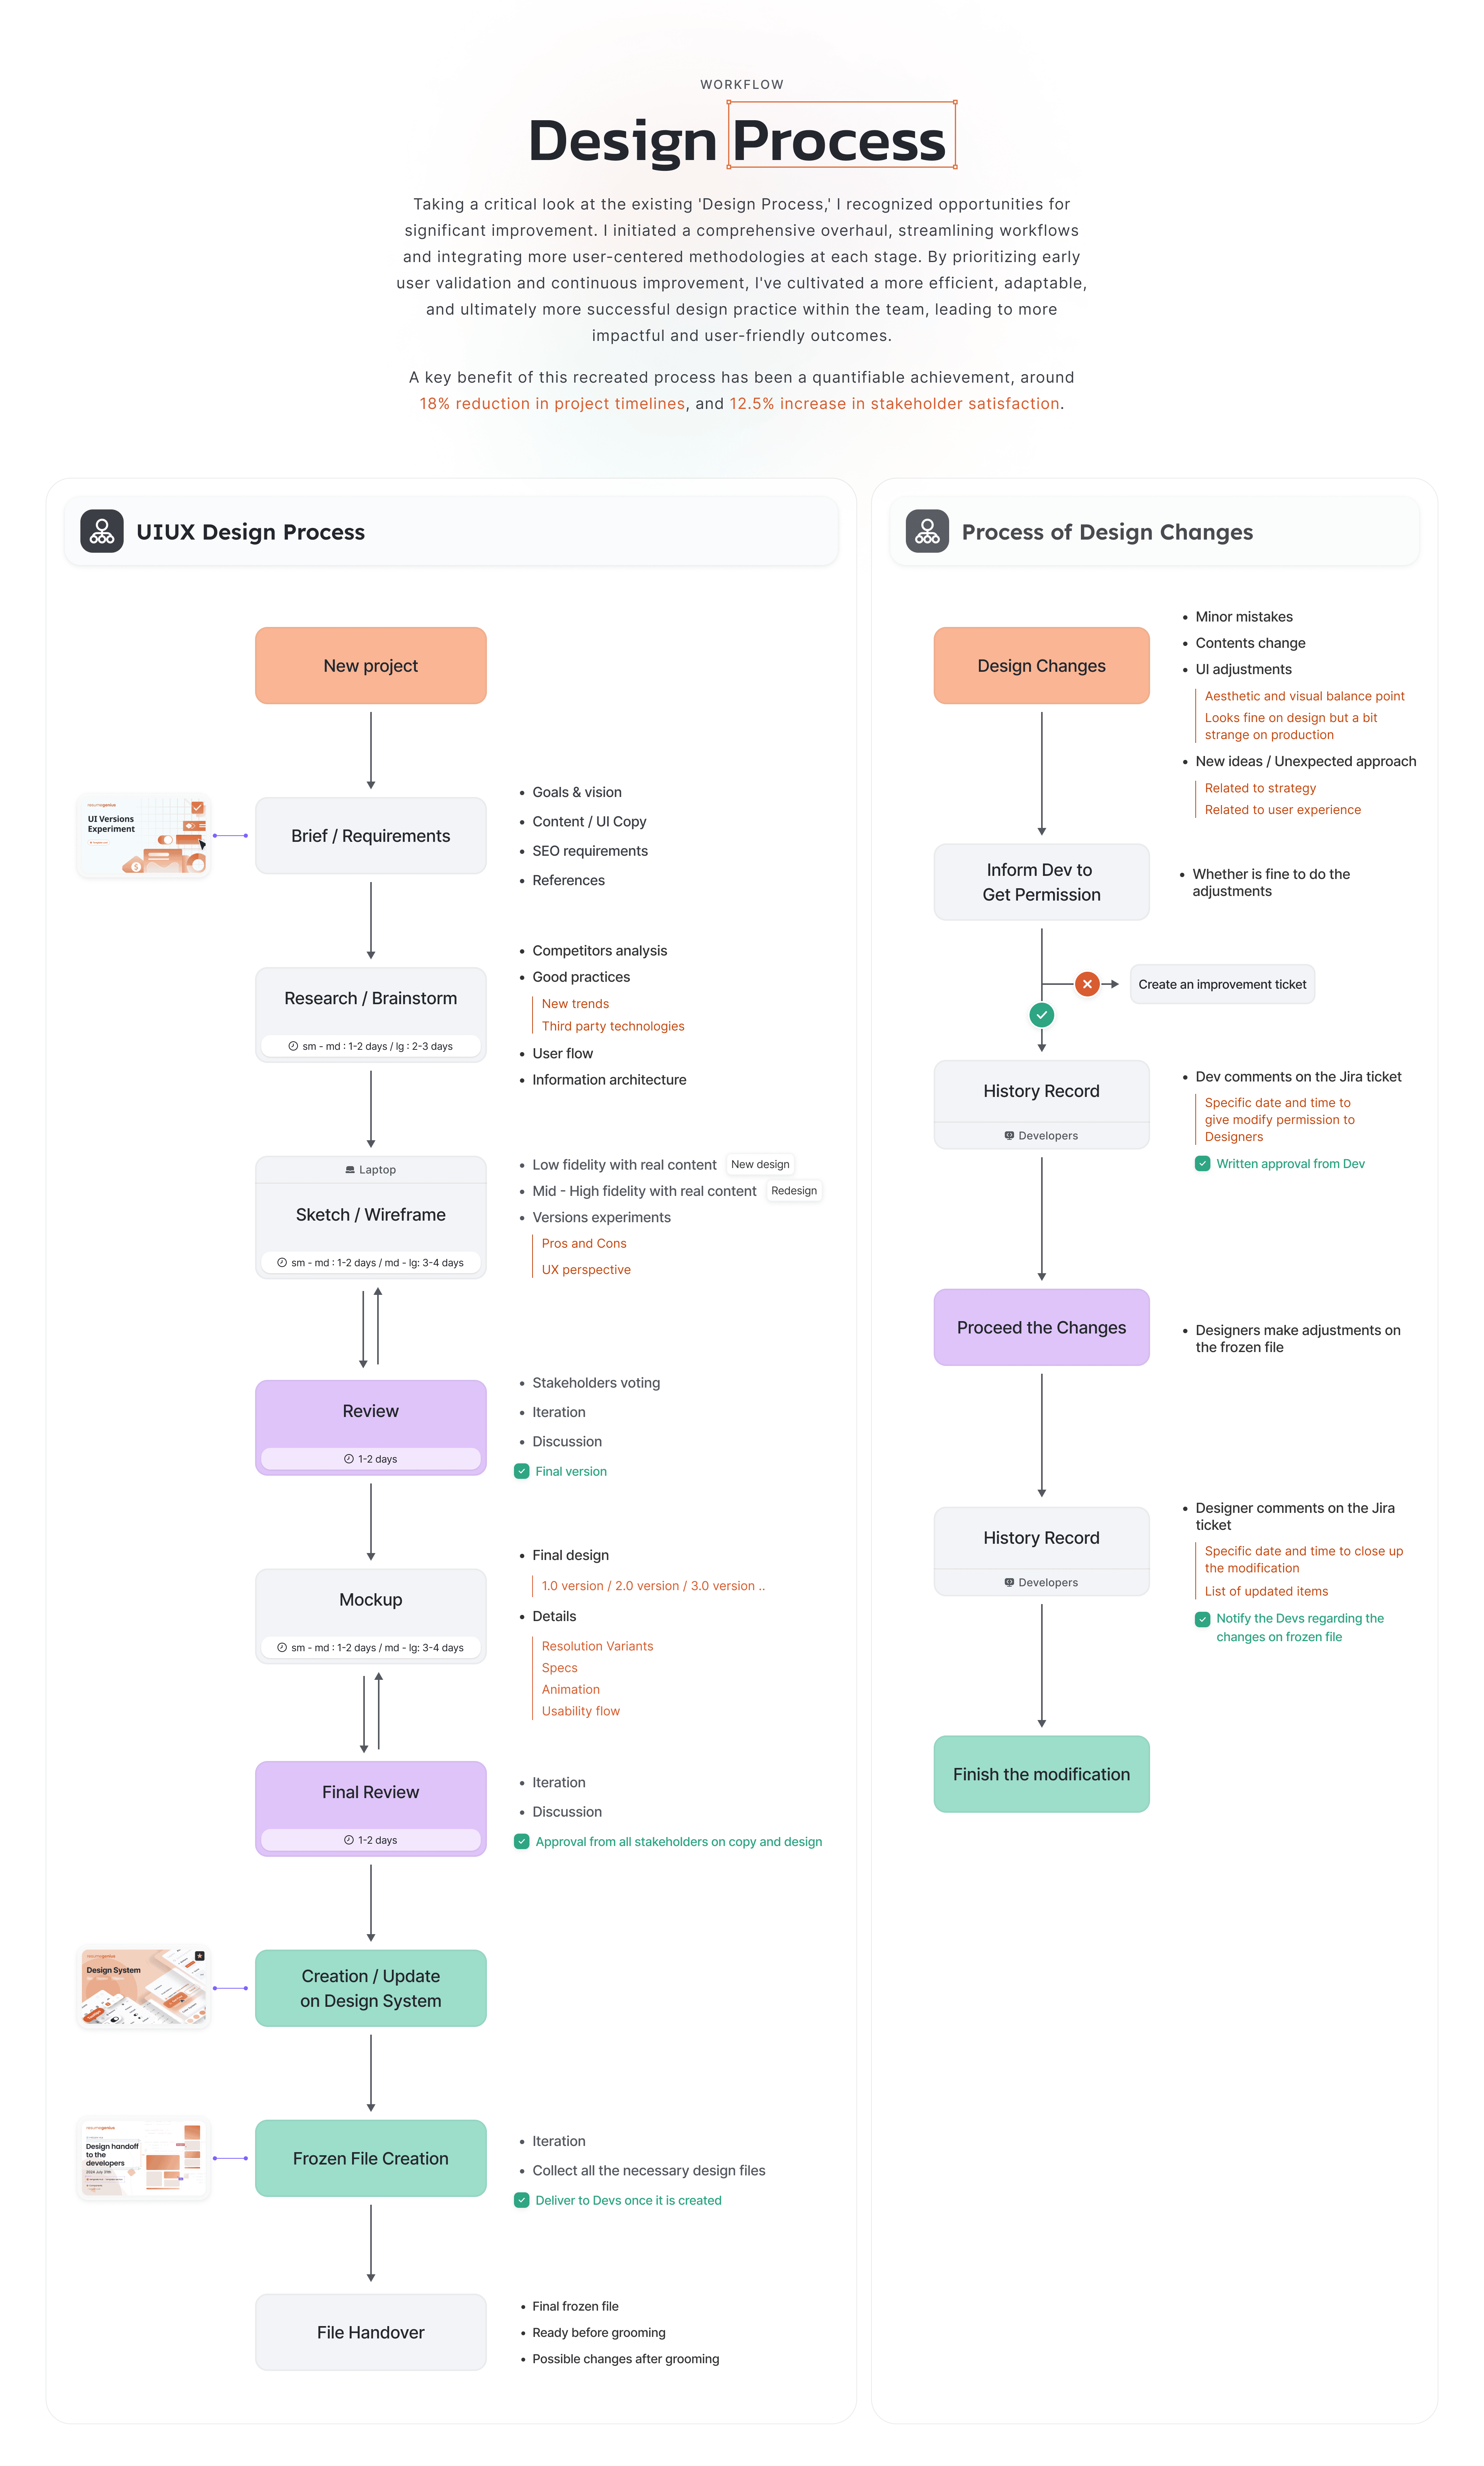 WORKFLOW
Design Process
Taking a critical look at the existing 'Design Process,' I recognized opportunities for
significant improvement. I initiated a comprehensive overhaul, streamlining workflows
and integrating more user-centered methodologies at each stage. By prioritizing early
user validation and continuous improvement, I've cultivated a more efficient, adaptable,
and ultimately more successful design practice within the team, leading to more
impactful and user-friendly outcomes.
A key benefit of this recreated process has been a quantifiable achievement, around
18% reduction in project timelines, and 12.5% increase in stakeholder satisfaction.
UIUX Design Process
New project
resumegenius
UI Versions
Experiment
Brief / Requirements
Goals & vision
Content / UI Copy
SEO requirements
References
Research / Brainstorm
sm - md : 1-2 days / lg : 2-3 days
Competitors analysis
Good practices
New trends
Third party technologies
User flow
Information architecture
Laptop
Sketch / Wireframe
sm - md : 1-2 days / md - lg: 3-4 days
Low fidelity with real content New design
Mid - High fidelity with real content Redesign
Versions experiments
Pros and Cons
UX perspective
Review
1-2 days
Stakeholders voting
Iteration
Discussion
Final version
Mockup
sm - md : 1-2 days / md - lg: 3-4 days
Final design
1.0 version / 2.0 version / 3.0 version ..
Details
Resolution Variants
Specs
Animation
Usability flow
Final Review
1-2 days
Iteration
Discussion
Approval from all stakeholders on copy and design
resumegenius
Design System
Creation / Update
on Design System
resumegenius
Design handoff
to the
developers
Frozen File Creation
Iteration
Collect all the necessary design files
Deliver to Devs once it is created
File Handover
Final frozen file
Ready before grooming
Possible changes after grooming
Process of Design Changes
Design Changes
Minor mistakes
Contents change
UI adjustments
Aesthetic and visual balance point
Looks fine on design but a bit
strange on production
New ideas / Unexpected approach
Related to strategy
Related to user experience
Inform Dev to
Get Permission
Whether is fine to do the
adjustments
Create an improvement ticket
History Record
Developers
Dev comments on the Jira ticket
Specific date and time to
give modify permission to
Designers
Written approval from Dev
Proceed the Changes
Designers make adjustments on
the frozen file
History Record
Developers
Designer comments on the Jira
ticket
Specific date and time to close up
the modification
List of updated items
Notify the Devs regarding the
changes on frozen file
Finish the modification